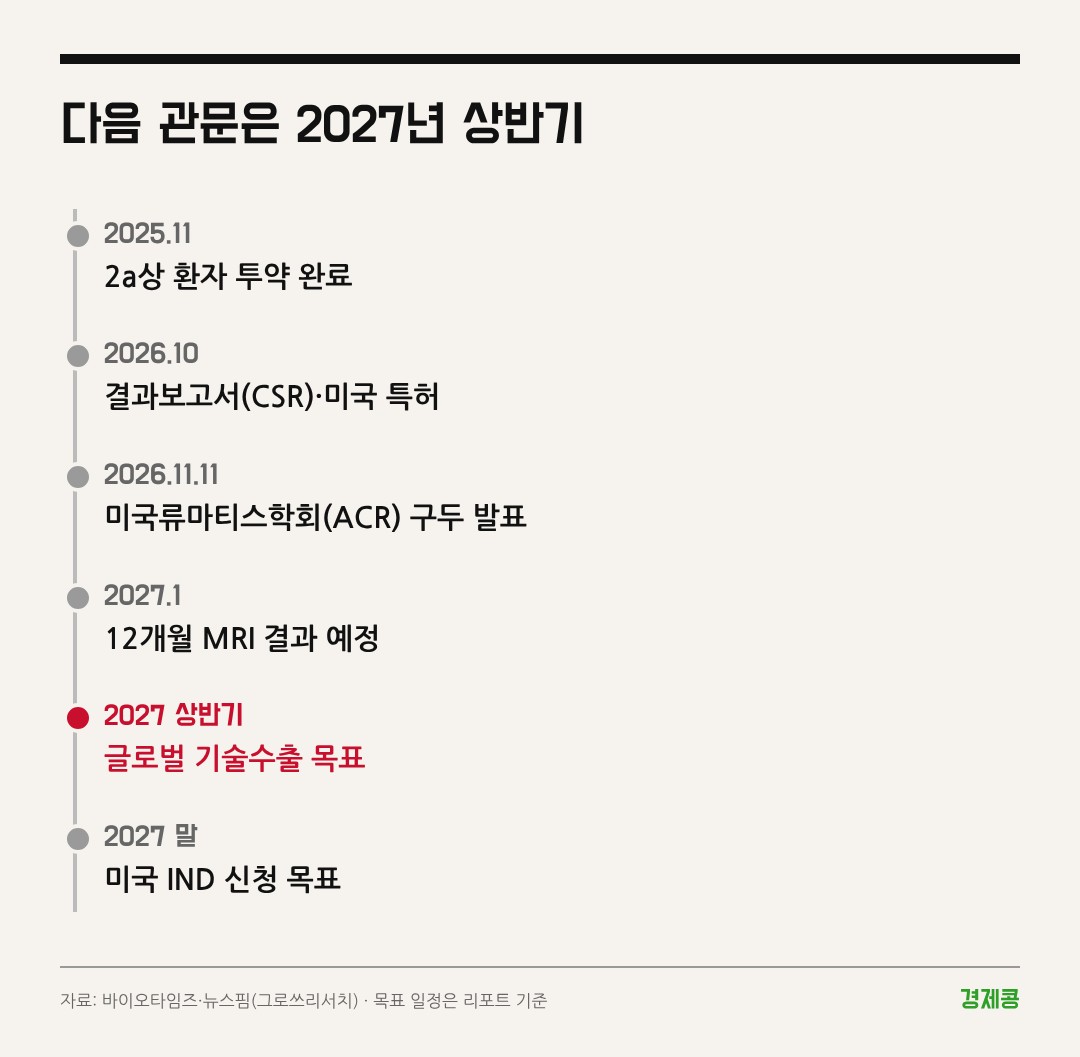 다음 관문은 2027년 상반기
2025.11
2a상 환자 투약 완료
2026.10
결과보고서(CSR)·미국 특허
2026.11.11
미국류마티스학회(ACR) 구두 발표
2027.1
12개월 MRI 결과 예정
2027 상반기
글로벌 기술수출 목표
2027 말
미국 IND 신청 목표
자료: 바이오타임즈·뉴스핌(그로쓰리서치) · 목표 일정은 리포트 기준
경제콩